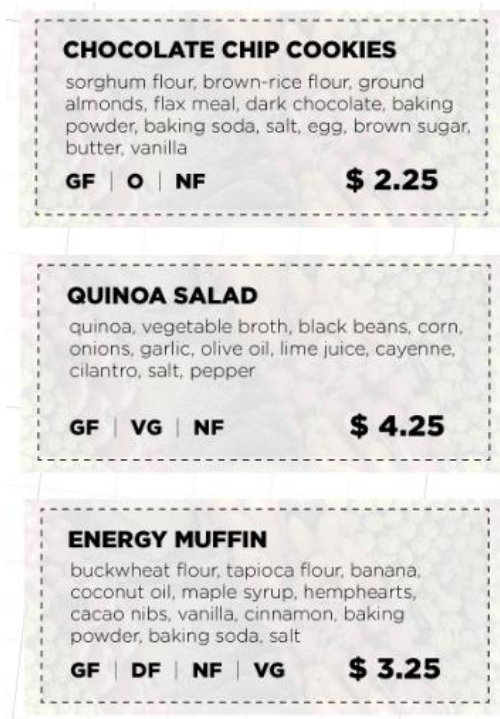 CHOCOLATE CHIP COOKIES
sorghum flour, brown-rice flour, ground
almonds, flax meal, dark chocolate, baking
powder, baking soda, salt, egg, brown sugar,
butter, vanilla
GF | O | NF $ 2.25
QUINOA SALAD
quinoa, vegetable broth, black beans, corn,
onions, garlic, olive oil, lime juice, cayenne,
cilantro, salt, pepper
GF | VG | NF $ 4.25
ENERGY MUFFIN
buckwheat flour, tapioca flour, banana,
coconut oil, maple syrup, hemphearts,
cacao nibs, vanilla, cinnamon, baking
powder, baking soda, salt
GF | DF | NF | VG $ 3.25